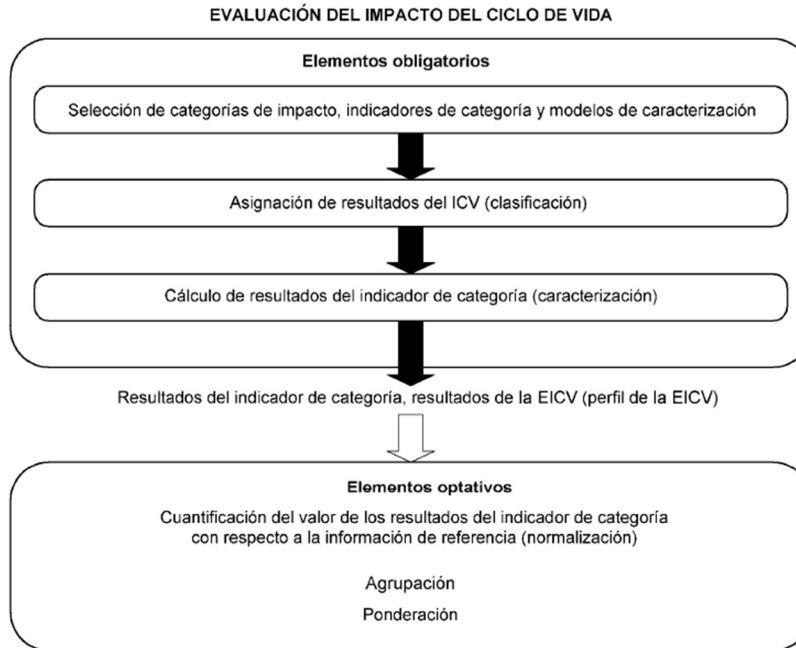 EVALUACIÓN DEL IMPACTO DEL CICLO DE VIDA
Elementos obligatorios
Selección de categorías de impacto, indicadores de categoría y modelos de caracterización
Asignación de resultados del ICV (clasificación)
Cálculo de resultados del indicador de categoría (caracterización)
Resultados del indicador de categoría, resultados de la EICV (perfil de la EICV)
Elementos optativos
Cuantificación del valor de los resultados del indicador de categoría
con respecto a la información de referencia (normalización)
Agrupación
Ponderación